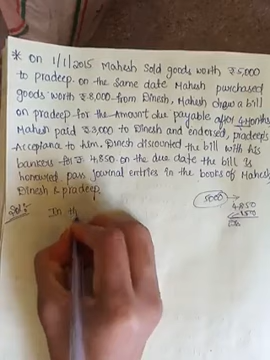 * On 1/1/2015 Mahesh sold goods worth ₹5,000
to pradeep. on the same date Mahesh purchased
goods worth ₹8,000 from Dinesh, Mahesh drew a bill
on pradeep for the Amount due payable after 4 Months
Mahesh paid ₹3,000 to Dinesh and endorsed, pradeep's
Acceptance to him. Dinesh discounted the bill with his
bankers for ₹4,850 on the due date the bill is
honoured, pass journal entries in the books of Mahesh
Dinesh & pradeep
5000
4,850
150
Sol:
In th